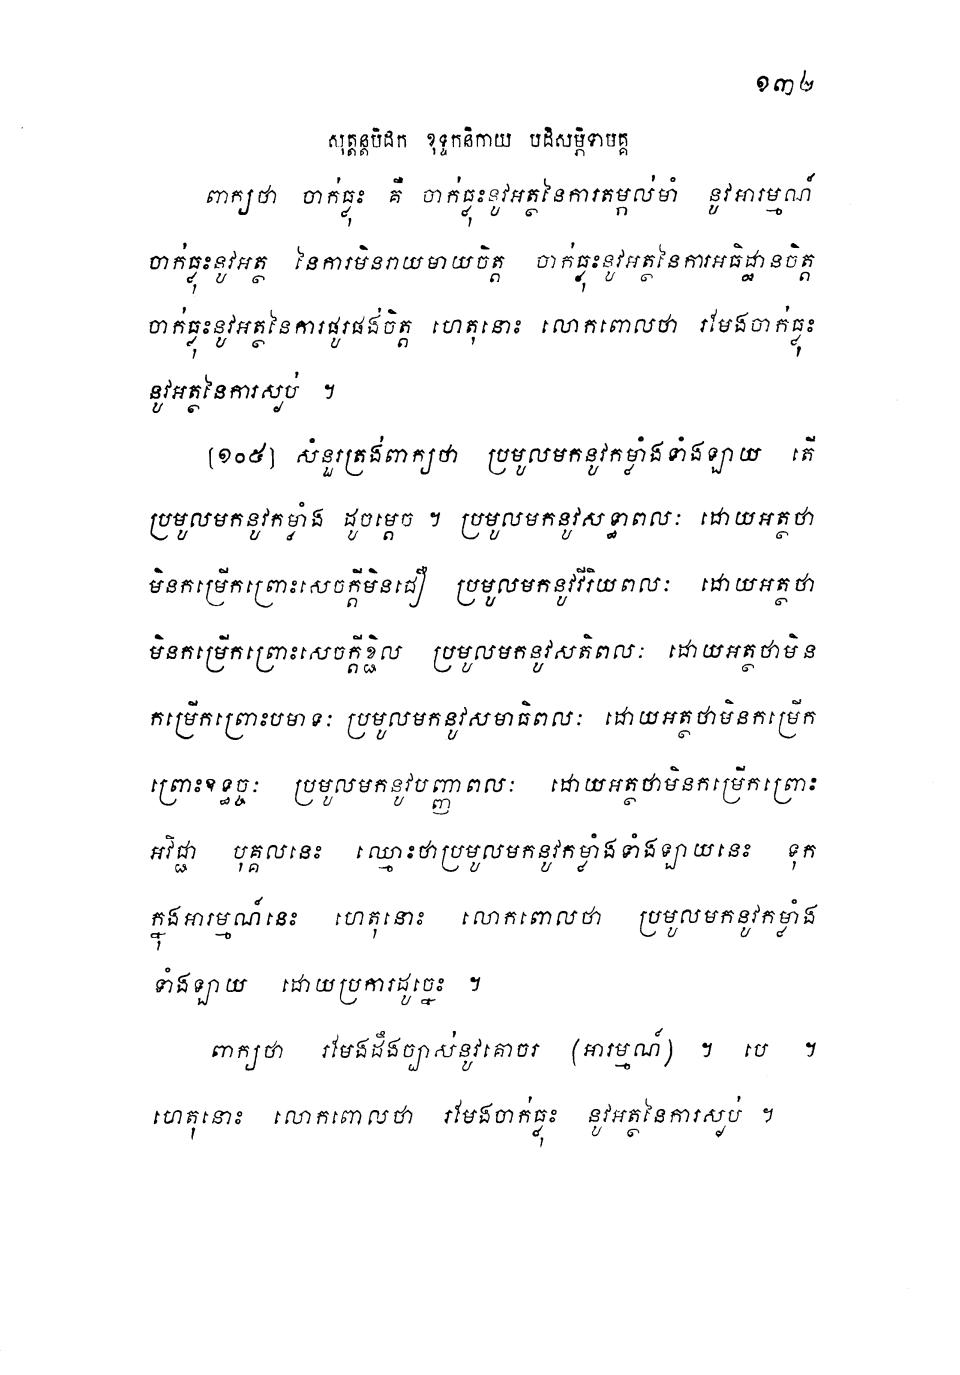 ១៣២
សុត្តន្តបិដក ខុទ្ទកនិកាយ បដិសម្ភិទាមគ្គ
ពាក្យថា ចាក់ធ្លុះ គឺ ចាក់ធ្លុះនូវអត្ថនៃការតម្កល់មាំ នូវអារម្មណ៍
ចាក់ធ្លុះនូវអត្ថ នៃការមិនរាយមាយចិត្ត ចាក់ធ្លុះនូវអត្ថនៃការអធិដ្ឋានចិត្ត
ចាក់ធ្លុះនូវអត្ថនៃការផូរផង់ចិត្ត ហេតុនោះ លោកពោលថា រមែងចាក់ធ្លុះ
នូវអត្ថនៃការស្ងប់ ។
[១០៥] សំនួរត្រង់ពាក្យថា ប្រមូលមកនូវកម្លាំងទាំងឡាយ តើ
ប្រមូលមកនូវកម្លាំង ដូចម្តេច ។ ប្រមូលមកនូវសទ្ធាពលៈ ដោយអត្ថថា
មិនកម្រើកព្រោះសេចក្តីមិនជឿ ប្រមូលមកនូវវីរិយពលៈ ដោយអត្ថថា
មិនកម្រើកព្រោះសេចក្តីខ្ជិល ប្រមូលមកនូវសតិពលៈ ដោយអត្ថថាមិន
កម្រើកព្រោះបមាទៈ ប្រមូលមកនូវសមាធិពលៈ ដោយអត្ថថាមិនកម្រើក
ព្រោះឧទ្ធច្ចៈ ប្រមូលមកនូវបញ្ញាពលៈ ដោយអត្ថថាមិនកម្រើកព្រោះ
អវិជ្ជា បុគ្គលនេះ ឈ្មោះថាប្រមូលមកនូវកម្លាំងទាំងឡាយនេះ ទុក
ក្នុងអារម្មណ៍នេះ ហេតុនោះ លោកពោលថា ប្រមូលមកនូវកម្លាំង
ទាំងឡាយ ដោយប្រការដូច្នេះ ។
ពាក្យថា រមែងដឹងច្បាស់នូវគោចរ (អារម្មណ៍) ។ បេ ។
ហេតុនោះ លោកពោលថា រមែងចាក់ធ្លុះ នូវអត្ថនៃការស្ងប់ ។